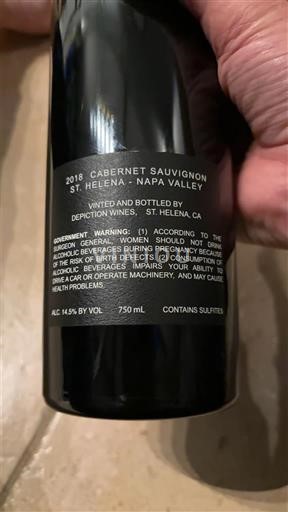 2018 CABERNET SAUVIGNON
ST. HELENA - NAPA VALLEY
VINTED AND BOTTLED BY
DEPICTION WINES, ST. HELENA, CA
GOVERNMENT WARNING: (1) ACCORDING TO THE
SURGEON GENERAL, WOMEN SHOULD NOT DRINK
ALCOHOLIC BEVERAGES DURING PREGNANCY BECAUSE
OF THE RISK OF BIRTH DEFECTS. (2) CONSUMPTION OF
ALCOHOLIC BEVERAGES IMPAIRS YOUR ABILITY TO
DRIVE A CAR OR OPERATE MACHINERY, AND MAY CAUSE
HEALTH PROBLEMS.
ALC. 14.5% BY VOL 750 mL CONTAINS SULFITES